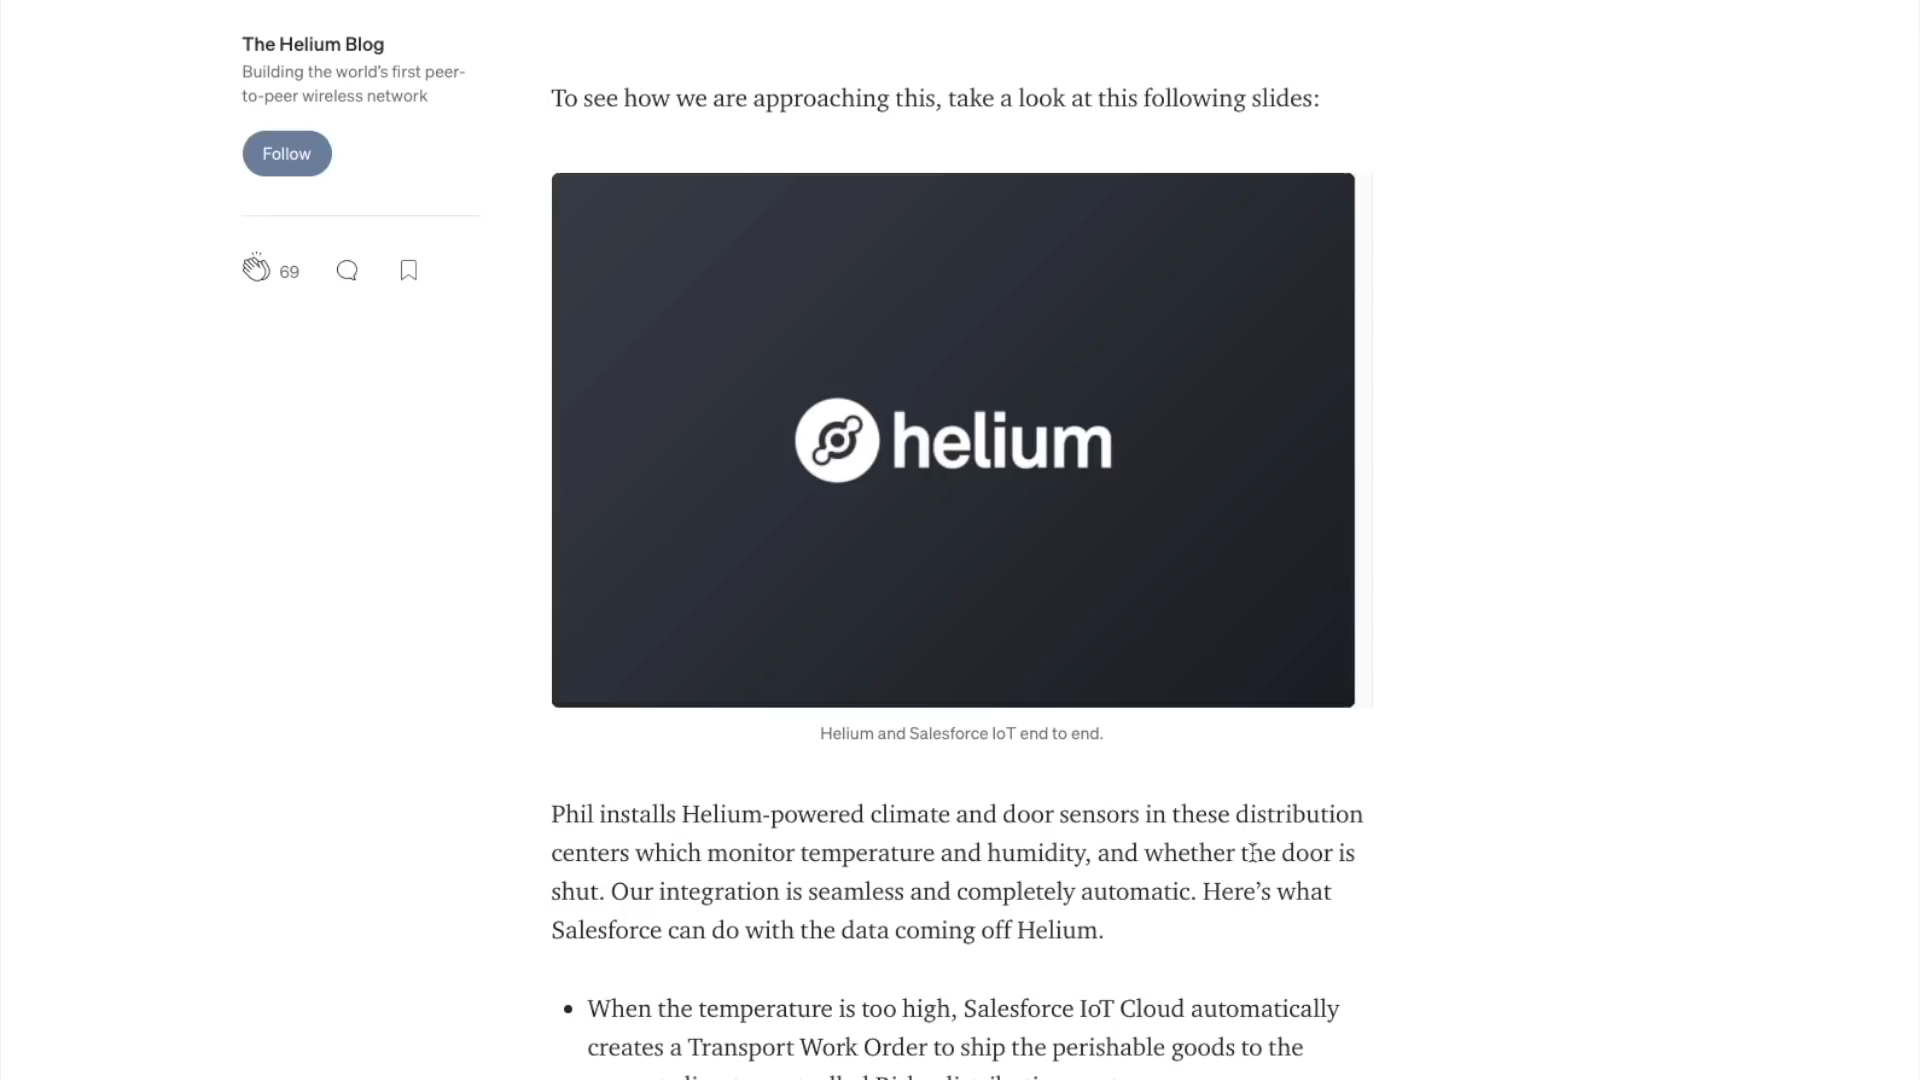 The Helium Blog
Building the world's first peer-
to-peer wireless network
Follow
69
To see how we are approaching this, take a look at this following slides:
helium
Helium and Salesforce IoT end to end.
Phil installs Helium-powered climate and door sensors in these distribution
centers which monitor temperature and humidity, and whether the door is
shut. Our integration is seamless and completely automatic. Here’s what
Salesforce can do with the data coming off Helium.
• When the temperature is too high, Salesforce IoT Cloud automatically
creates a Transport Work Order to ship the perishable goods to the